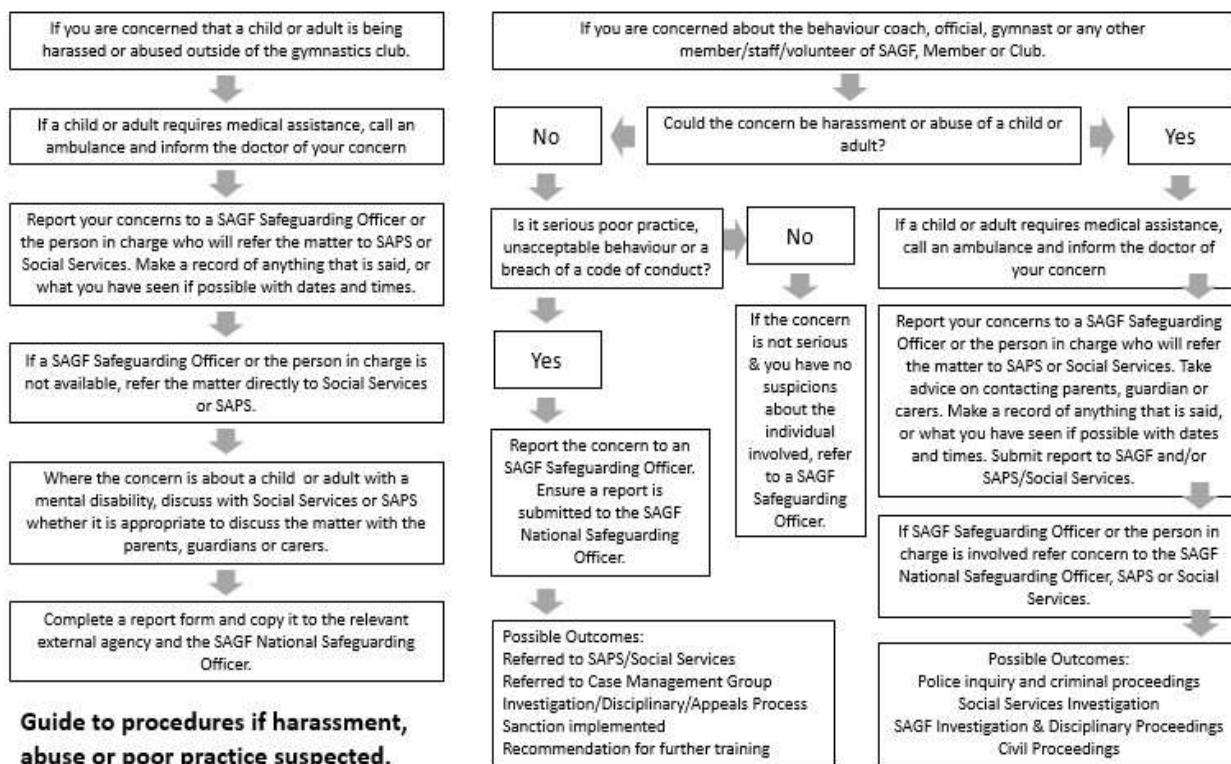 If you are concerned that a child or adult is being
harassed or abused outside of the gymnastics club.
If a child or adult requires medical assistance, call an
ambulance and inform the doctor of your concern
Report your concerns to a SAGF Safeguarding Officer or
the person in charge who will refer the matter to SAPS or
Social Services. Make a record of anything that is said, or
what you have seen if possible with dates and times.
If a SAGF Safeguarding Officer or the person in charge is
not available, refer the matter directly to Social Services
or SAPS.
Where the concern is about a child or adult with a
mental disability, discuss with Social Services or SAPS
whether it is appropriate to discuss the matter with the
parents, guardians or carers.
Complete a report form and copy it to the relevant
external agency and the SAGF National Safeguarding
Officer.
Guide to procedures if harassment,
abuse or poor practice suspected.
If you are concerned about the behaviour coach, official, gymnast or any other
member/staff/volunteer of SAGF, Member or Club.
Could the concern be harassment or abuse of a child or
adult?
No
Yes
Is it serious poor practice,
unacceptable behaviour or a
breach of a code of conduct?
No
Yes
If the concern
is not serious
& you have no
suspicions
about the
individual
involved, refer
to a SAGF
Safeguarding
Officer.
Report the concern to an
SAGF Safeguarding Officer.
Ensure a report is
submitted to the SAGF
National Safeguarding
Officer.
Possible Outcomes:
Referred to SAPS/Social Services
Referred to Case Management Group
Investigation/Disciplinary/Appeals Process
Sanction implemented
Recommendation for further training
If a child or adult requires medical assistance,
call an ambulance and inform the doctor of
your concern
Report your concerns to a SAGF Safeguarding
Officer or the person in charge who will refer
the matter to SAPS or Social Services. Take
advice on contacting parents, guardian or
carers. Make a record of anything that is said,
or what you have seen if possible with dates
and times. Submit report to SAGF and/or
SAPS/Social Services.
If SAGF Safeguarding Officer or the person in
charge is involved refer concern to the SAGF
National Safeguarding Officer, SAPS or Social
Services.
Possible Outcomes:
Police inquiry and criminal proceedings
Social Services Investigation
SAGF Investigation & Disciplinary Proceedings
Civil Proceedings